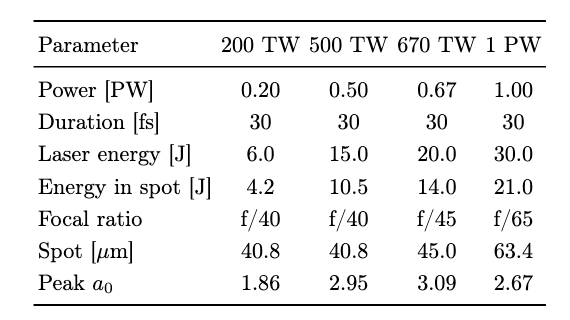 Parameter 200 TW 500 TW 670 TW 1 PW
Power [PW] 0.20 0.50 0.67 1.00
Duration [fs] 30 30 30 30
Laser energy [J] 6.0 15.0 20.0 30.0
Energy in spot [J] 4.2 10.5 14.0 21.0
Focal ratio f/40 f/40 f/45 f/65
Spot [μm] 40.8 40.8 45.0 63.4
Peak a₀ 1.86 2.95 3.09 2.67